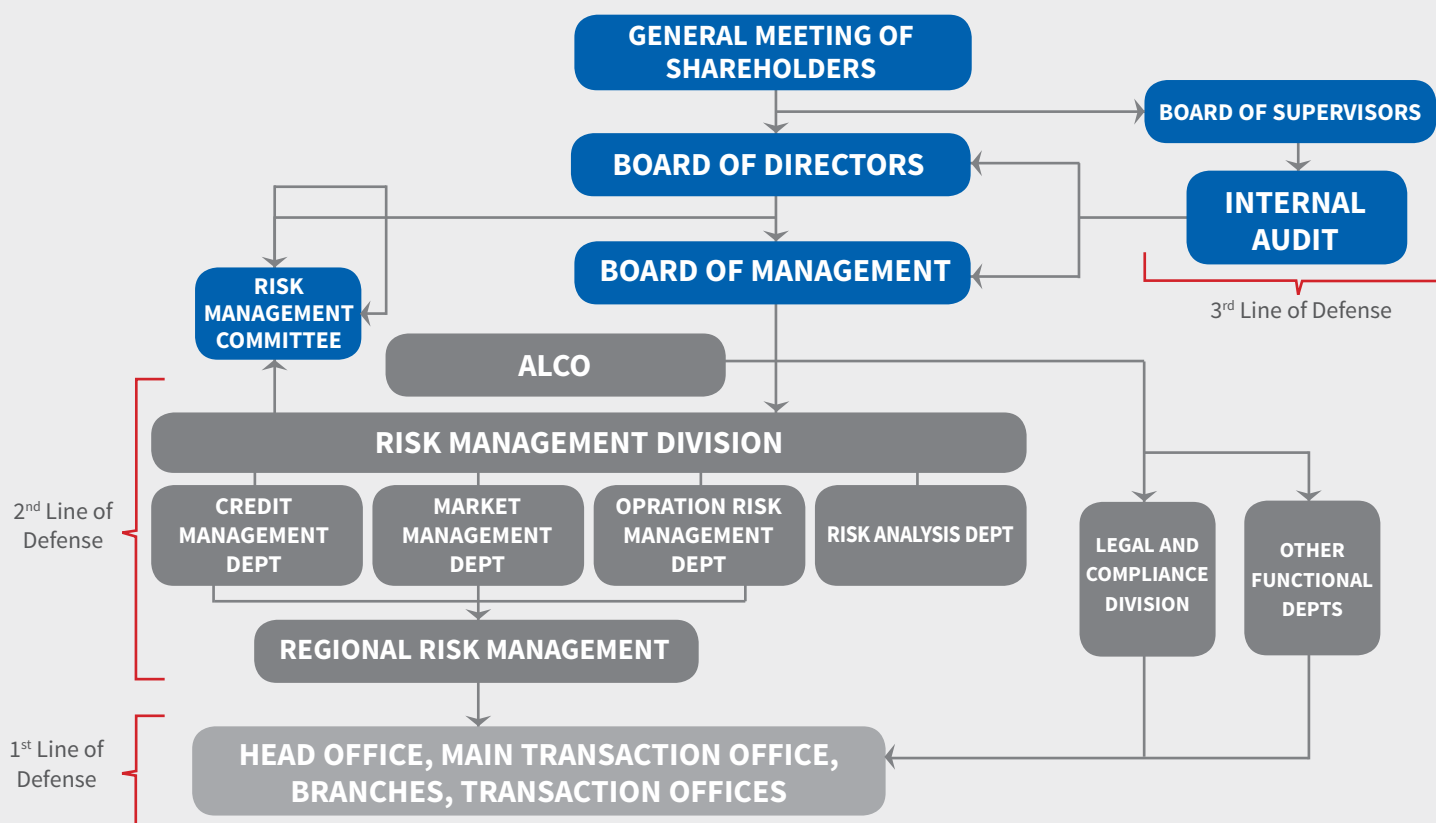 GENERAL MEETING OF
SHAREHOLDERS
BOARD OF SUPERVISORS
BOARD OF DIRECTORS
INTERNAL
AUDIT
BOARD OF MANAGEMENT
RISK
MANAGEMENT
COMMITTEE
3rd Line of Defense
ALCO
RISK MANAGEMENT DIVISION
2nd Line of
Defense
CREDIT
MANAGEMENT
DEPT
MARKET
MANAGEMENT
DEPT
OPRATION RISK
MANAGEMENT
DEPT
RISK ANALYSIS DEPT
LEGAL AND
COMPLIANCE
DIVISION
OTHER
FUNCTIONAL
DEPTS
REGIONAL RISK MANAGEMENT
1st Line of
Defense
HEAD OFFICE, MAIN TRANSACTION OFFICE,
BRANCHES, TRANSACTION OFFICES